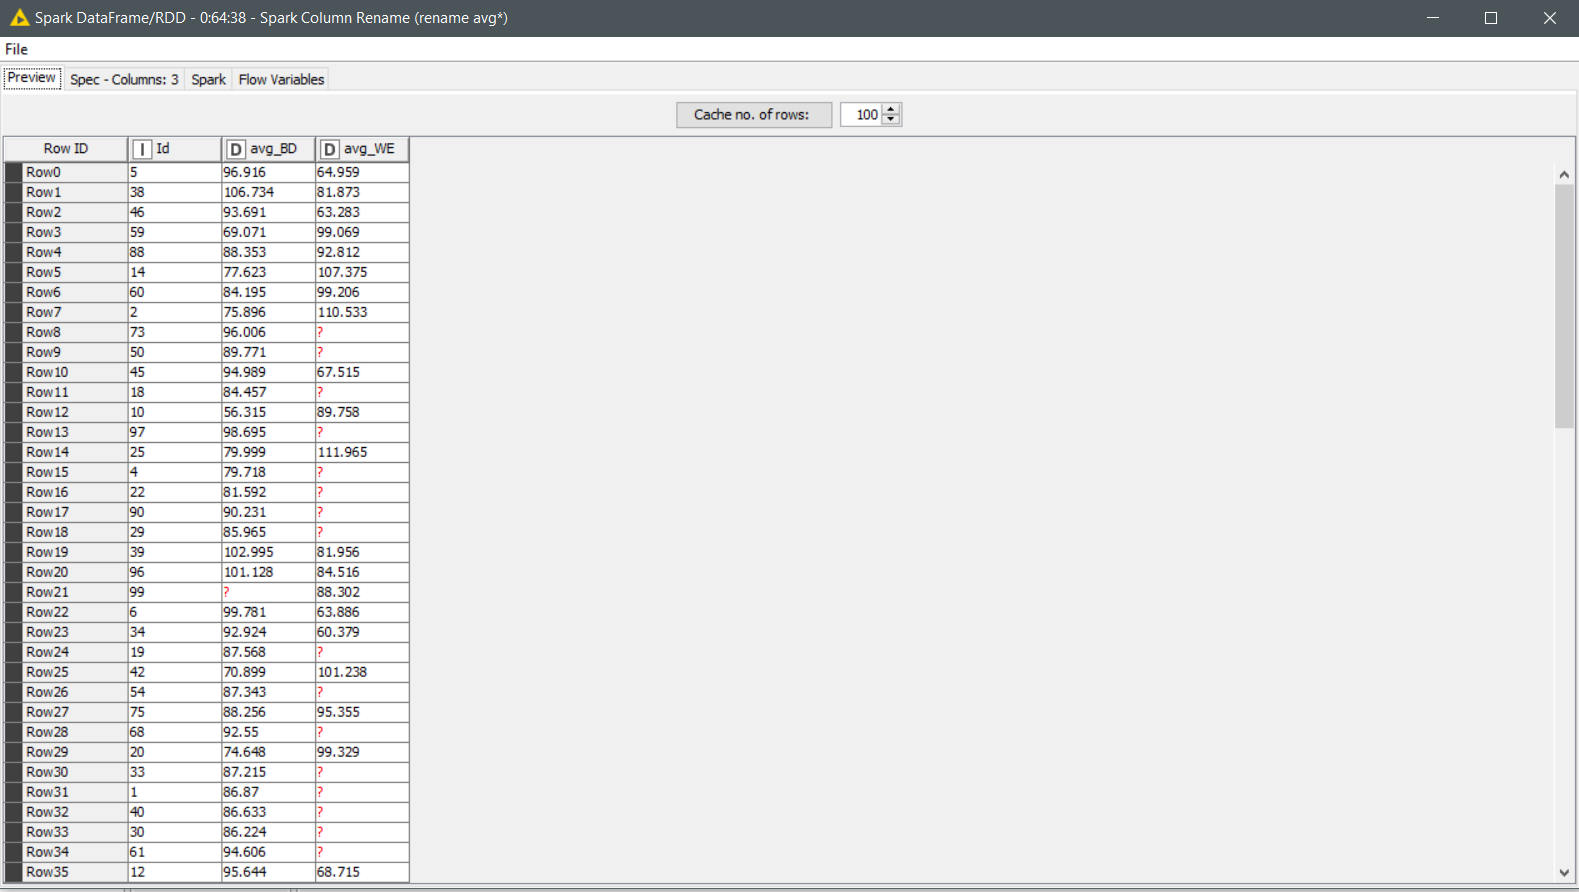 Spark DataFrame/RDD - 0:64:38 - Spark Column Rename (rename avg*)
File
Preview Spec - Columns: 3 Spark Flow Variables
Cache no. of rows: 100
Row ID I Id D avg_BD D avg_WE
Row0 5 96.916 64.959
Row1 38 106.734 81.873
Row2 46 93.691 63.283
Row3 59 69.071 99.069
Row4 88 88.353 92.812
Row5 14 77.623 107.375
Row6 60 84.195 99.206
Row7 2 75.896 110.533
Row8 73 96.006 ?
Row9 50 89.771 ?
Row10 45 94.989 67.515
Row11 18 84.457 ?
Row12 10 56.315 89.758
Row13 97 98.695 ?
Row14 25 79.999 111.965
Row15 4 79.718 ?
Row16 22 81.592 ?
Row17 90 90.231 ?
Row18 29 85.965 ?
Row19 39 102.995 81.956
Row20 96 101.128 84.516
Row21 99 ? 88.302
Row22 6 99.781 63.886
Row23 34 92.924 60.379
Row24 19 87.568 ?
Row25 42 70.899 101.238
Row26 54 87.343 ?
Row27 75 88.256 95.355
Row28 68 92.55 ?
Row29 20 74.648 99.329
Row30 33 87.215 ?
Row31 1 86.87 ?
Row32 40 86.633 ?
Row33 30 86.224 ?
Row34 61 94.606 ?
Row35 12 95.644 68.715